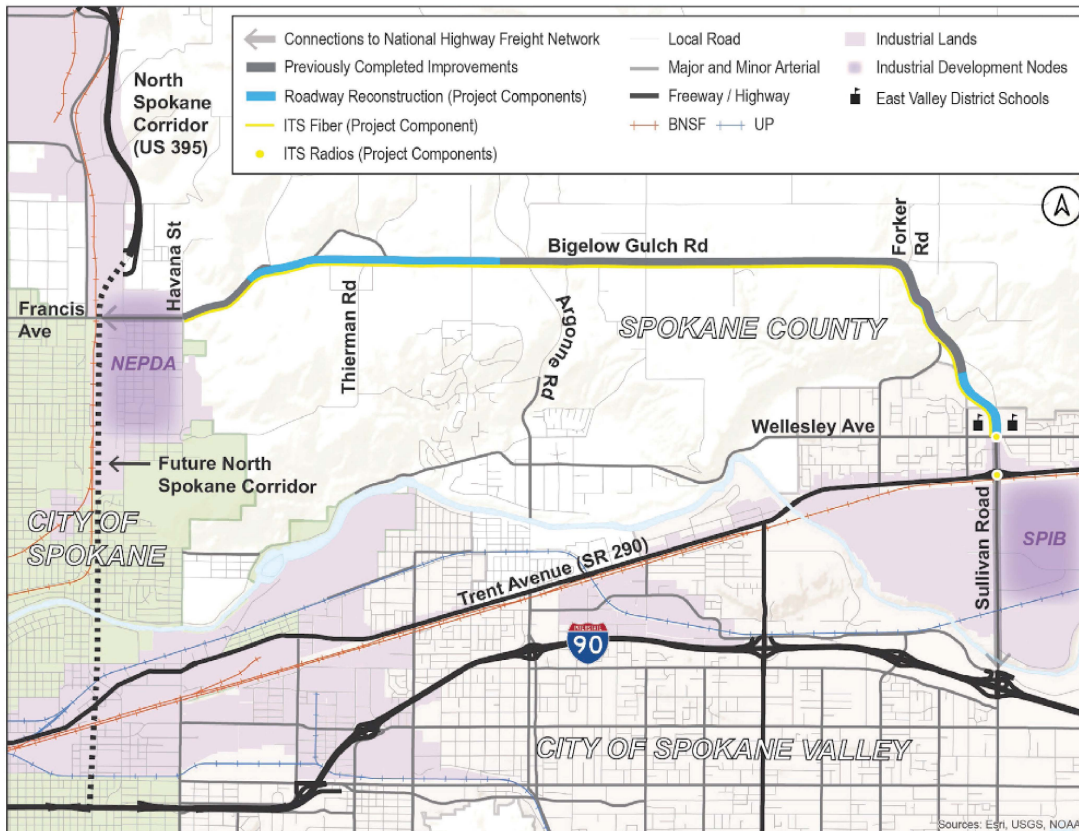 Connections to National Highway Freight Network
Previously Completed Improvements
Roadway Reconstruction (Project Components)
ITS Fiber (Project Component)
ITS Radios (Project Components)
Local Road
Major and Minor Arterial
Freeway / Highway
BNSF
UP
Industrial Lands
Industrial Development Nodes
East Valley District Schools
North
Spokane
Corridor
(US 395)
Havana St
Francis
Ave
NEPDA
Thierman Rd
Bigelow Gulch Rd
Argonne Rd
Forker
Rd
SPOKANE COUNTY
Wellesley Ave
Future North
Spokane Corridor
CITY OF
SPOKANE
Trent Avenue (SR 290)
Sullivan Road
SPIB
INTERSTATE
90
CITY OF SPOKANE VALLEY
Sources: Esri, USGS, NOAA